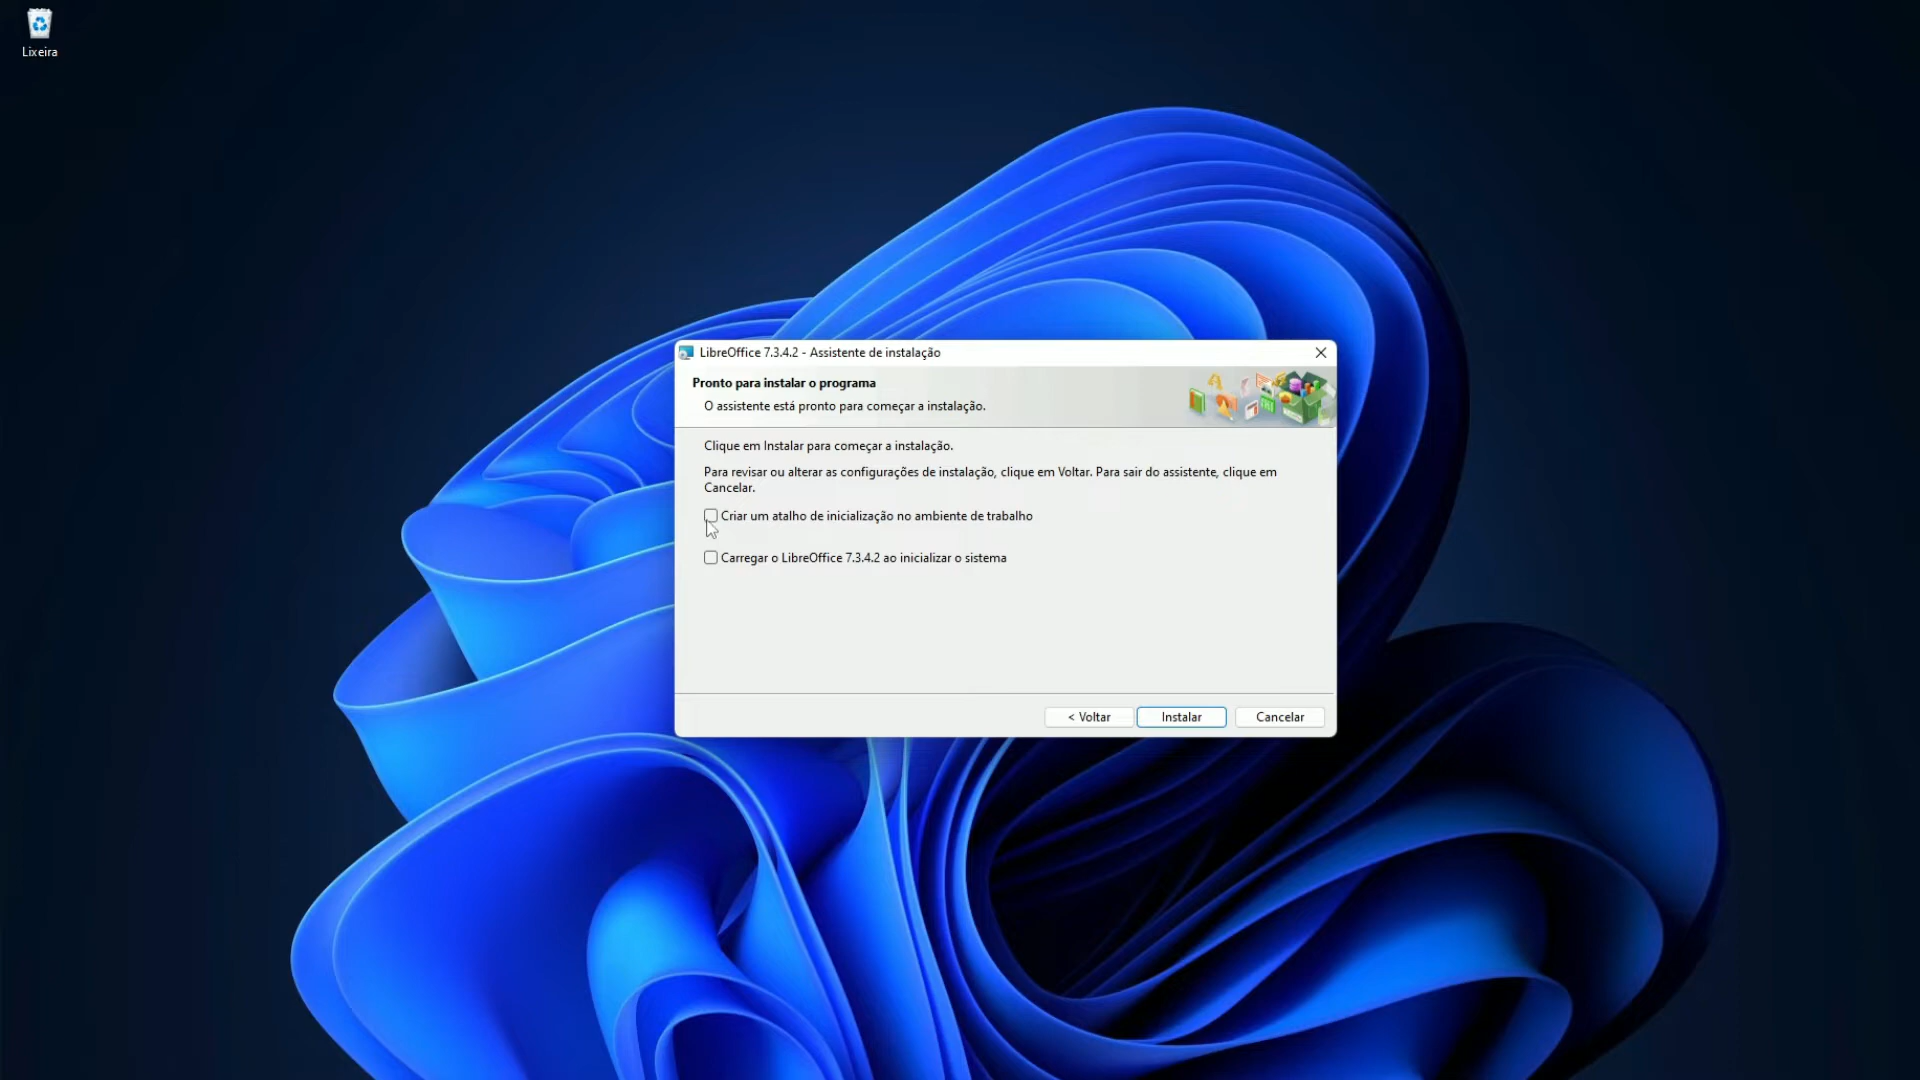 Lixeira
LibreOffice 7.3.4.2 - Assistente de instalação
Pronto para instalar o programa
O assistente está pronto para começar a instalação.
Clique em Instalar para começar a instalação.
Para revisar ou alterar as configurações de instalação, clique em Voltar. Para sair do assistente, clique em
Cancelar.
Criar um atalho de inicialização no ambiente de trabalho
Carregar o LibreOffice 7.3.4.2 ao inicializar o sistema
< Voltar
Instalar
Cancelar